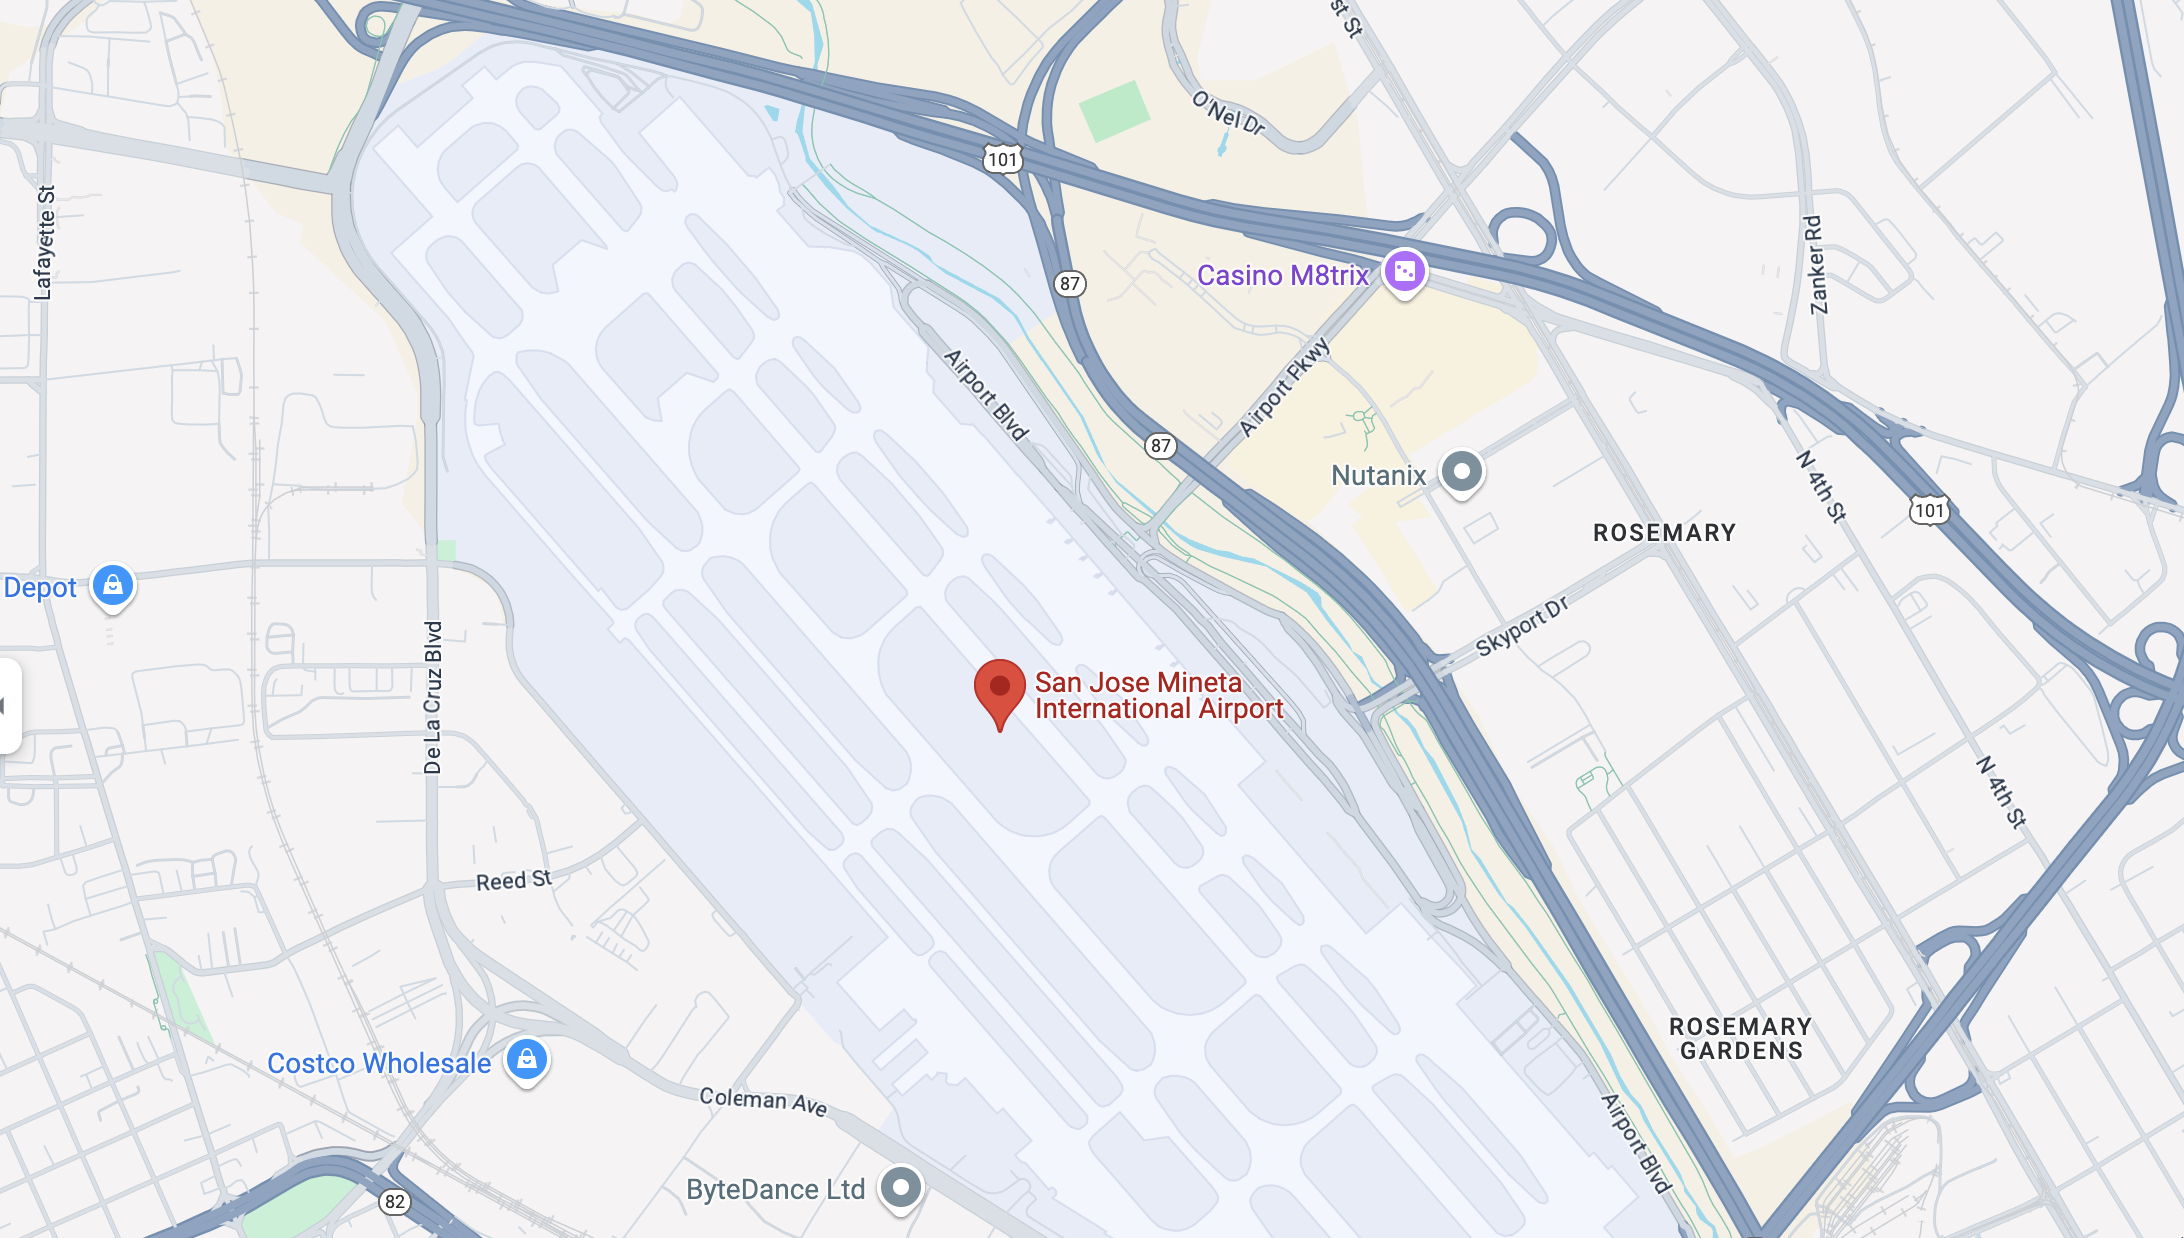 st St
O'Nel Dr
101
Lafayette St
Zanker Rd
87
Casino M8trix
Airport Pkwy
Airport Blvd
87
Nutanix
N 4th St
101
ROSEMARY
Depot
Skyport Dr
De La Cruz Blvd
San Jose Mineta
International Airport
N 4th St
Reed St
ROSEMARY
GARDENS
Costco Wholesale
Coleman Ave
Airport Blvd
ByteDance Ltd
82